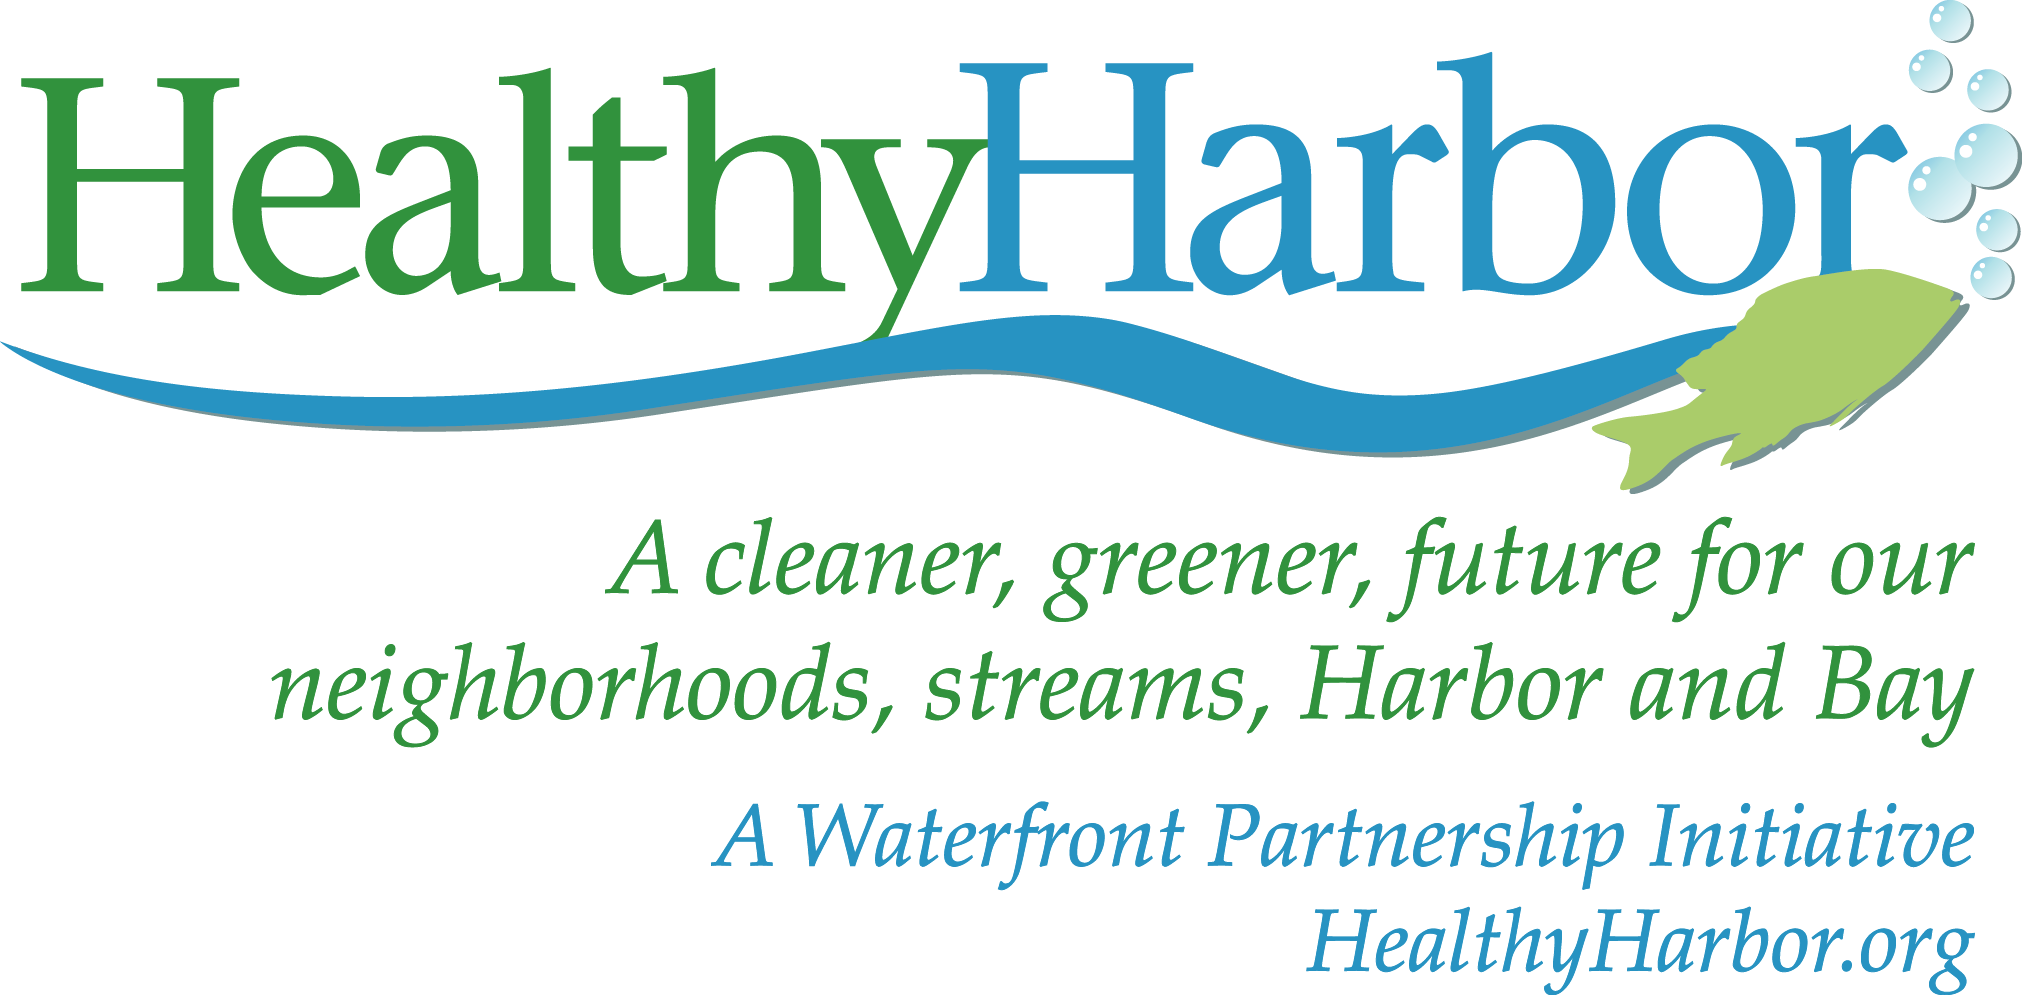 HealthyHarbor
A cleaner, greener, future for our
neighborhoods, streams, Harbor and Bay
A Waterfront Partnership Initiative
HealthyHarbor.org